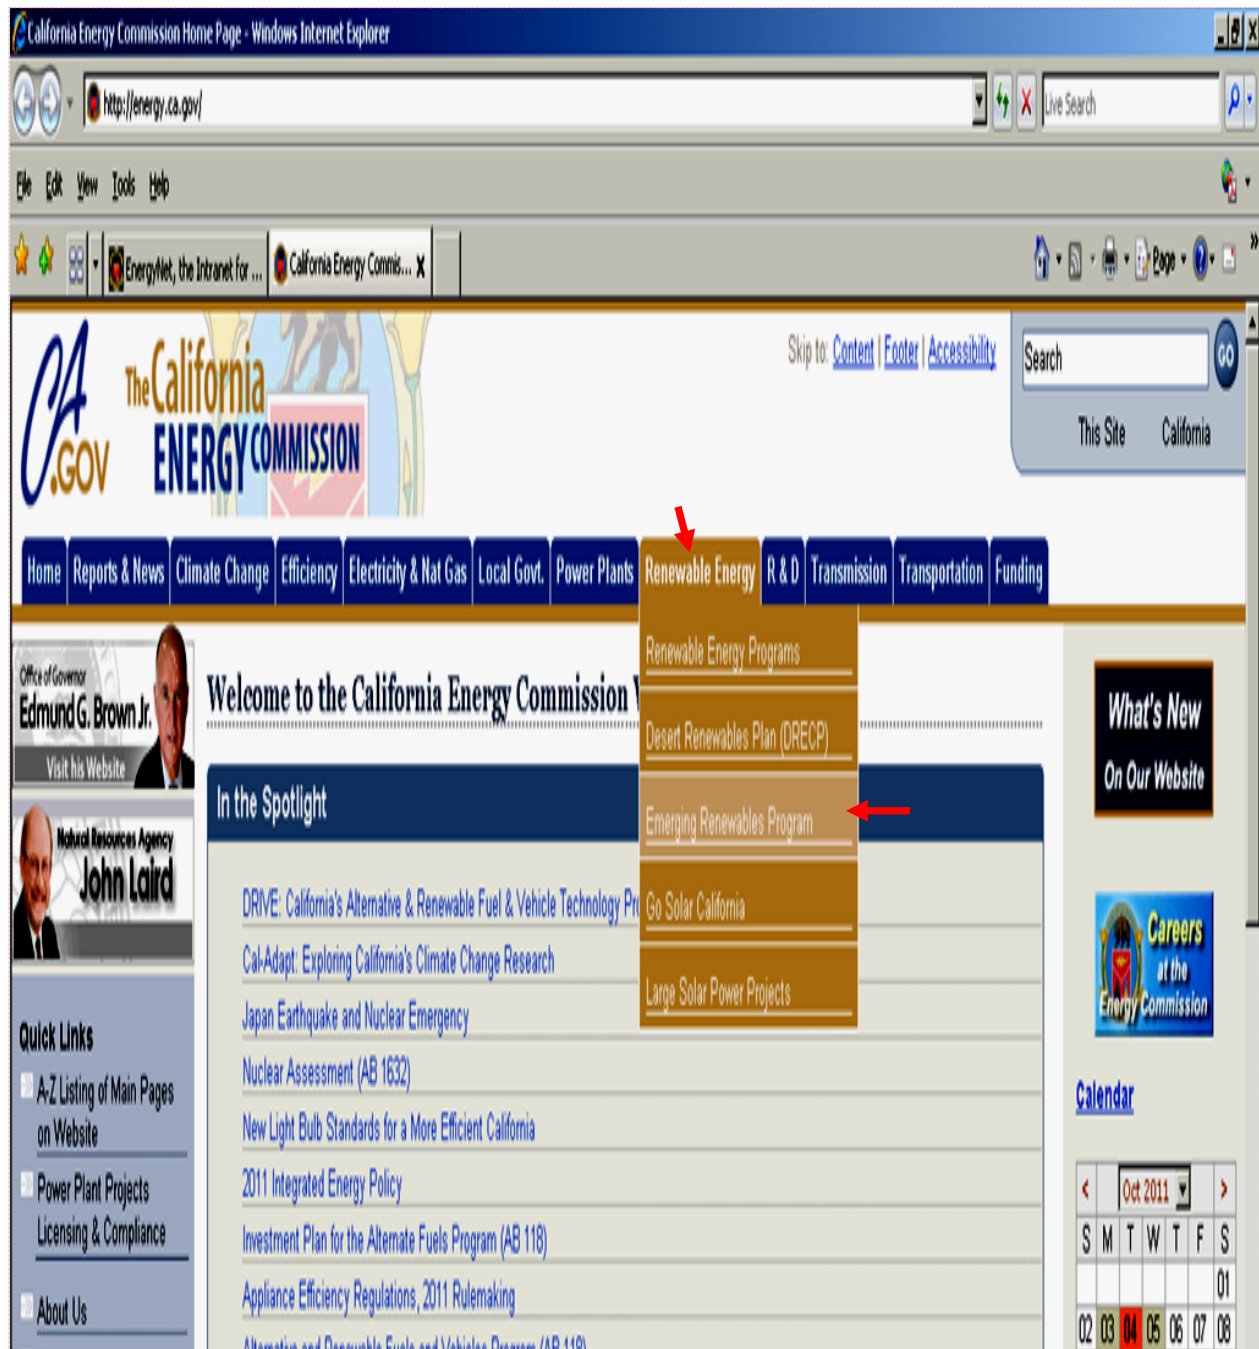 California Energy Commission Home Page - Windows Internet Explorer
http://energy.ca.gov/
Live Search
File Edit View Tools Help
EnergyNet, the Intranet for ...
California Energy Commis... X
Page
CA.GOV
The California
ENERGY COMMISSION
Skip to: Content | Footer | Accessibility
Search
GO
This Site California
Home Reports & News Climate Change Efficiency Electricity & Nat Gas Local Govt. Power Plants Renewable Energy R & D Transmission Transportation Funding
Renewable Energy Programs
Desert Renewables Plan (DRECP)
Emerging Renewables Program
Go Solar California
Large Solar Power Projects
Office of Governor
Edmund G. Brown Jr.
Visit his Website
Natural Resources Agency
John Laird
Quick Links
A-Z Listing of Main Pages
on Website
Power Plant Projects
Licensing & Compliance
About Us
Welcome to the California Energy Commission
In the Spotlight
DRIVE: California's Alternative & Renewable Fuel & Vehicle Technology
Cal-Adapt: Exploring California's Climate Change Research
Japan Earthquake and Nuclear Emergency
Nuclear Assessment (AB 1632)
New Light Bulb Standards for a More Efficient California
2011 Integrated Energy Policy
Investment Plan for the Alternate Fuels Program (AB 118)
Appliance Efficiency Regulations, 2011 Rulemaking
Alternative and Renewable Fuels and Vehicles Program (AB 118)
What's New
On Our Website
Careers
at the
Energy Commission
Calendar
< Oct 2011 >
S M T W T F S
01
02 03 04 05 06 07 08